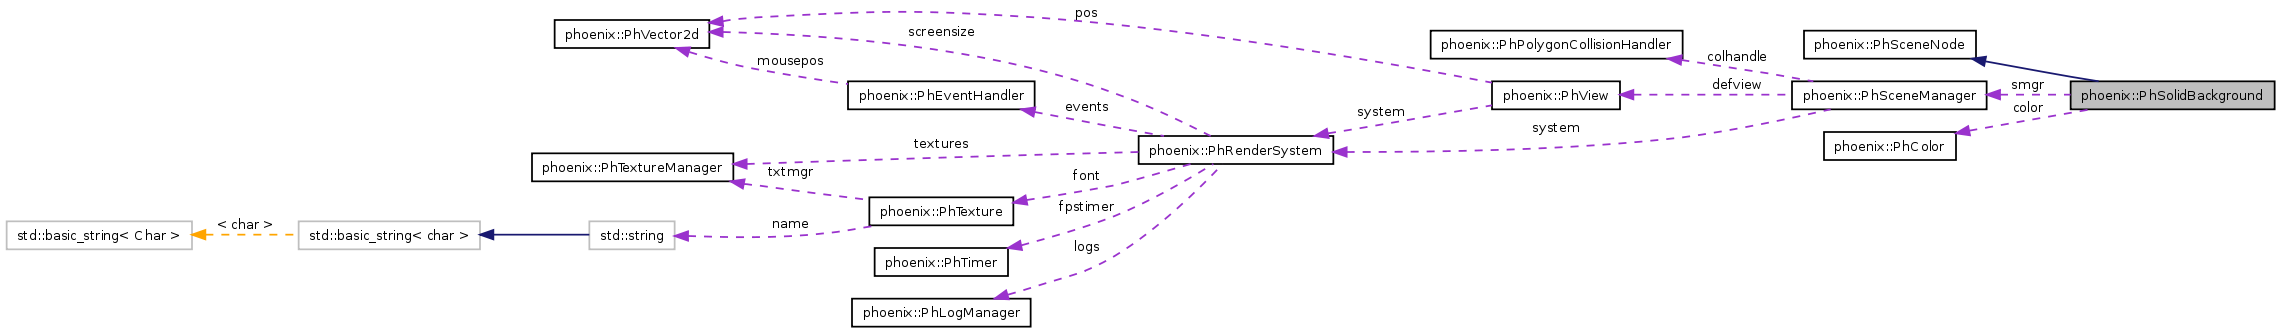 pos
phoenix::PhVector2d
screensize
phoenix::PhPolygonCollisionHandler
phoenix::PhSceneNode
mousepos
colhandle
phoenix::PhEventHandler
phoenix::PhView
defview
phoenix::PhSceneManager
smgr
phoenix::PhSolidBackground
events
system
color
system
textures
phoenix::PhRenderSystem
phoenix::PhColor
phoenix::PhTextureManager
txtmgr
font
fpstimer
phoenix::PhTexture
name
< char >
std::basic_string< Char >
std::basic_string< char >
std::string
logs
phoenix::PhTimer
phoenix::PhLogManager